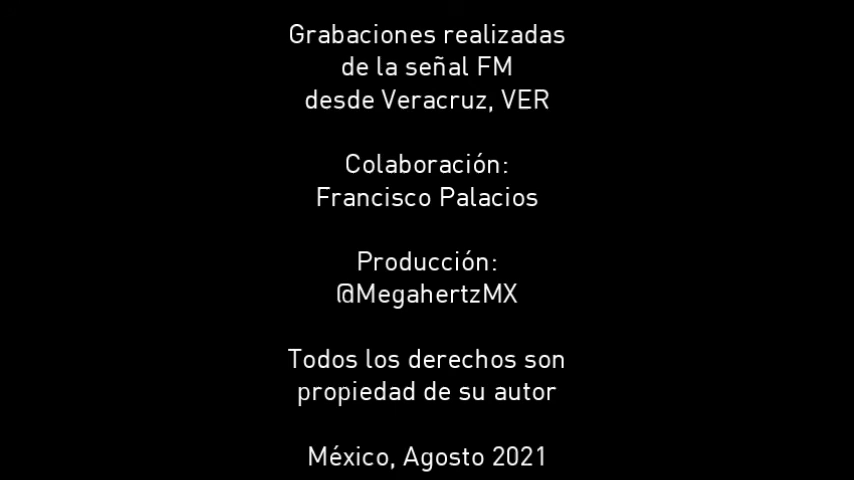 Grabaciones realizadas
de la señal FM
desde Veracruz, VER
Colaboración:
Francisco Palacios
Producción:
@MegahertzMX
Todos los derechos son
propiedad de su autor
México, Agosto 2021